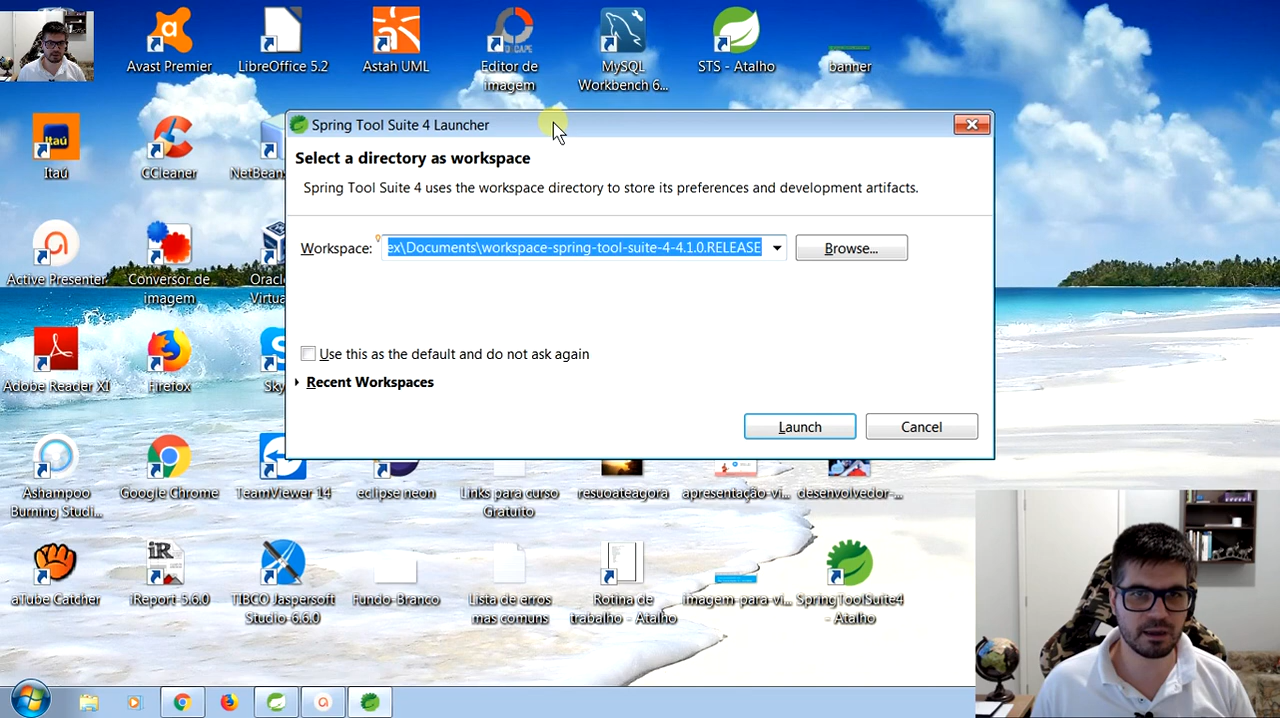 Avast Premier
LibreOffice 5.2
Astah UML
Editor de
imagem
MySQL
Workbench 6...
STS - Atalho
banner
Spring Tool Suite 4 Launcher
Select a directory as workspace
Spring Tool Suite 4 uses the workspace directory to store its preferences and development artifacts.
Workspace:
ex\Documents\workspace-spring-tool-suite-4-4.1.0.RELEASE
Browse...
Use this as the default and do not ask again
Recent Workspaces
Launch
Cancel
Itaú
Itaú
CCleaner
NetBeans
Active Presenter
Conversor de
imagem
Oracl
Virtua
Adobe Reader XI
Firefox
Sky
Ashampoo
Burning Studi...
Google Chrome
TeamViewer 14
eclipse neon
Links para curso
Gratuito
resuoateagora
apresentação-vi...
desenvolvedor-...
aTube Catcher
iR
iReport-5.6.0
TIBCO Jaspersoft
Studio-6.6.0
Fundo-Branco
Lista de erros
mas comuns
Rotina de
trabalho - Atalho
imagem-para-vi...
SpringToolSuite4
- Atalho